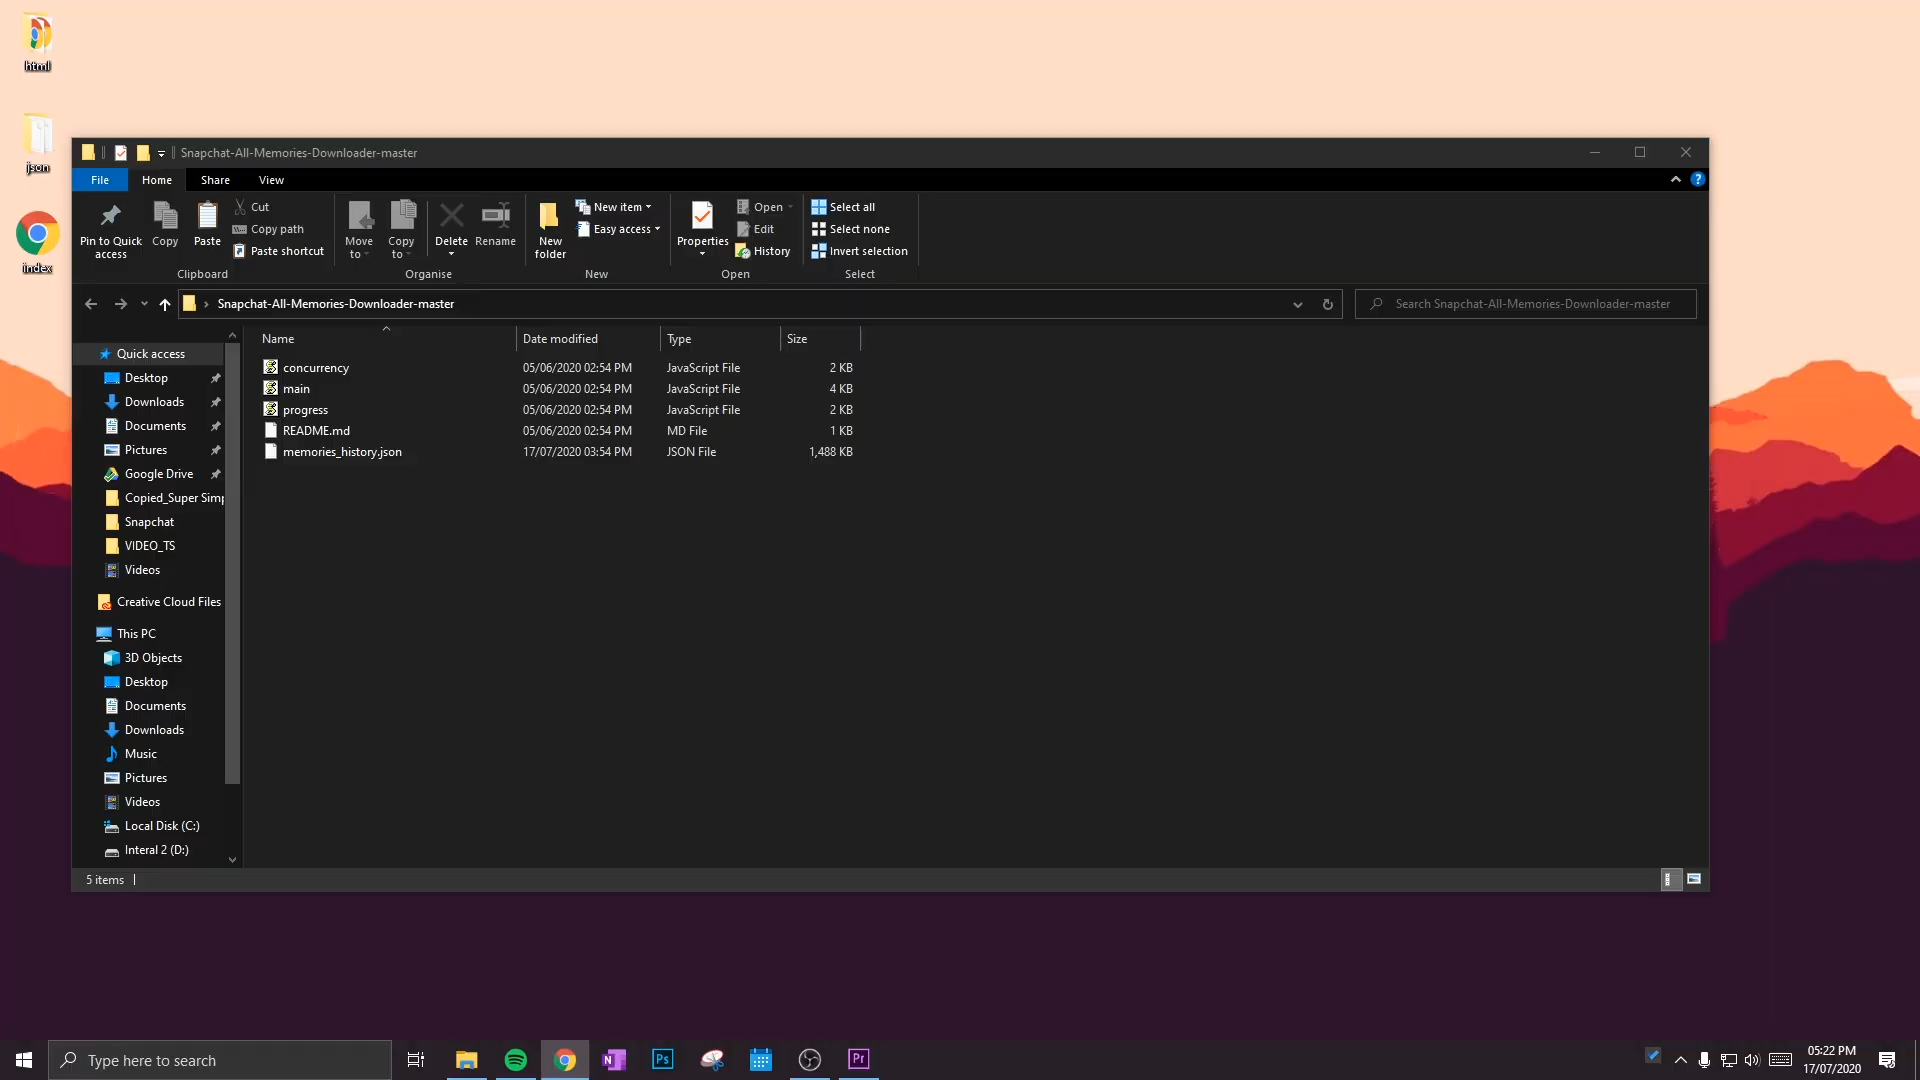 html
json
index
Snapchat-All-Memories-Downloader-master
File Home Share View
Pin to Quick access
Copy
Paste
Cut
Copy path
Paste shortcut
Clipboard
Move to
Copy to
Delete
Rename
Organise
New folder
New item
Easy access
New
Properties
Open
Edit
History
Open
Select all
Select none
Invert selection
Select
Snapchat-All-Memories-Downloader-master
Search Snapchat-All-Memories-Downloader-master
Name Date modified Type Size
concurrency 05/06/2020 02:54 PM JavaScript File 2 KB
main 05/06/2020 02:54 PM JavaScript File 4 KB
progress 05/06/2020 02:54 PM JavaScript File 2 KB
README.md 05/06/2020 02:54 PM MD File 1 KB
memories_history.json 17/07/2020 03:54 PM JSON File 1,488 KB
Quick access
Desktop
Downloads
Documents
Pictures
Google Drive
Copied_Super Simp
Snapchat
VIDEO_TS
Videos
Creative Cloud Files
This PC
3D Objects
Desktop
Documents
Downloads
Music
Pictures
Videos
Local Disk (C:)
Interal 2 (D:)
5 items
Type here to search
N
Ps
Pr
05:22 PM
17/07/2020